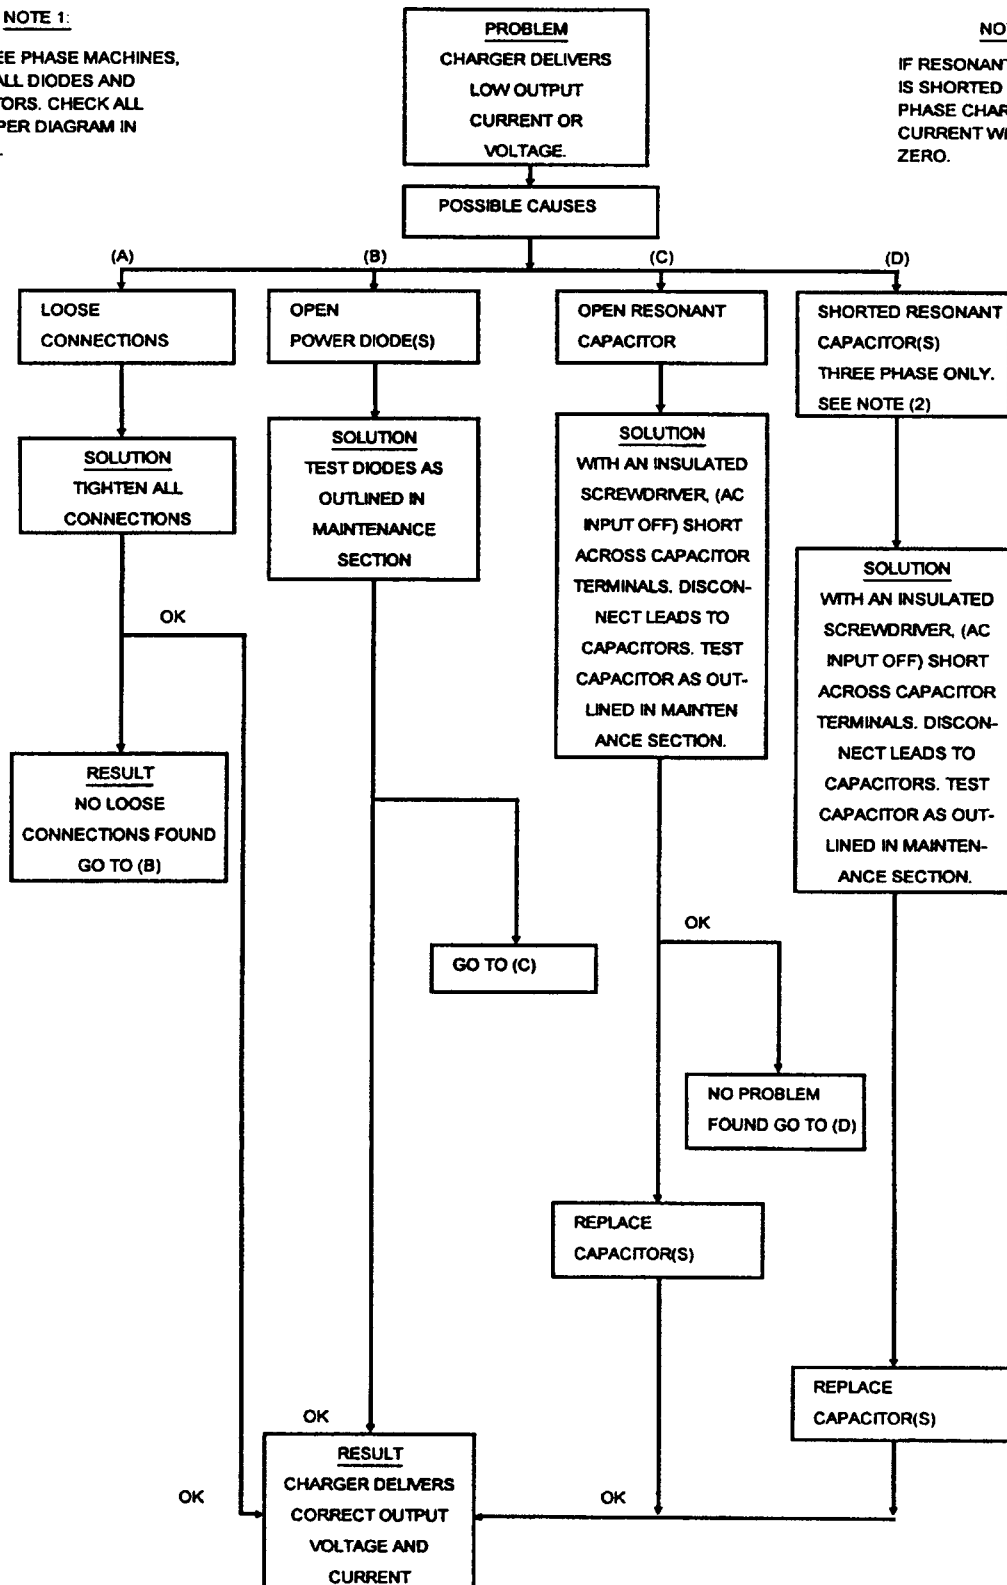 NOTE 1:
EE PHASE MACHINES,
ALL DIODES AND
TORS. CHECK ALL
PER DIAGRAM IN
.
PROBLEM
CHARGER DELIVERS
LOW OUTPUT
CURRENT OR
VOLTAGE.
IF RESONANT
IS SHORTED
PHASE CHAR
CURRENT W
ZERO.
POSSIBLE CAUSES
(A)
(B)
(C)
(D)
LOOSE
CONNECTIONS
OPEN
POWER DIODE(S)
OPEN RESONANT
CAPACITOR
SHORTED RESONANT
CAPACITOR(S)
THREE PHASE ONLY.
SEE NOTE (2)
SOLUTION
TIGHTEN ALL
CONNECTIONS
SOLUTION
TEST DIODES AS
OUTLINED IN
MAINTENANCE
SECTION
SOLUTION
WITH AN INSULATED
SCREWDRIVER, (AC
INPUT OFF) SHORT
ACROSS CAPACITOR
TERMINALS. DISCON-
NECT LEADS TO
CAPACITORS. TEST
CAPACITOR AS OUT-
LINED IN MAINTEN
ANCE SECTION.
SOLUTION
WITH AN INSULATED
SCREWDRIVER, (AC
INPUT OFF) SHORT
ACROSS CAPACITOR
TERMINALS. DISCON-
NECT LEADS TO
CAPACITORS. TEST
CAPACITOR AS OUT-
LINED IN MAINTEN-
ANCE SECTION.
OK
RESULT
NO LOOSE
CONNECTIONS FOUND
GO TO (B)
GO TO (C)
OK
NO PROBLEM
FOUND GO TO (D)
REPLACE
CAPACITOR(S)
REPLACE
CAPACITOR(S)
OK
RESULT
CHARGER DELIVERS
CORRECT OUTPUT
VOLTAGE AND
CURRENT
OK
OK